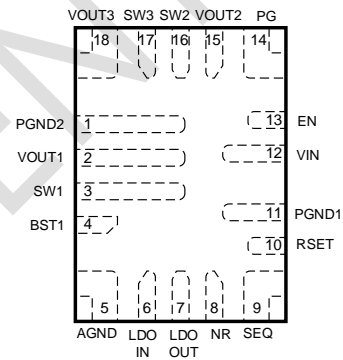 VOUT3 SW3 SW2 VOUT2 PG
18 17 16 15 14
PGND2 1 13 EN
VOUT1 2 12 VIN
SW1 3
BST1 4 11 PGND1
10 RSET
5 6 7 8 9
AGND LDO LDO NR SEQ
IN OUT